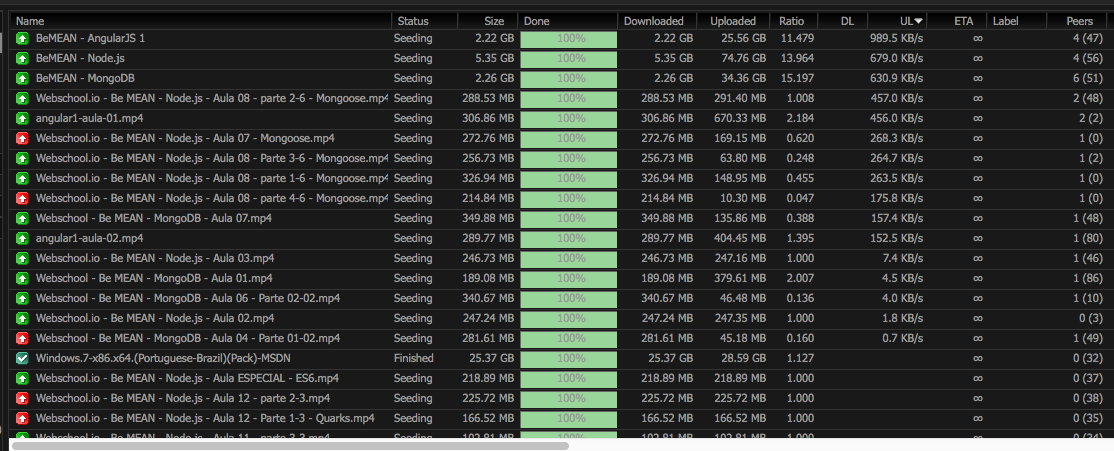 Name Status Size Done Downloaded Uploaded Ratio DL UL ETA Label Peers
BeMEAN - AngularJS 1 Seeding 2.22 GB 100% 2.22 GB 25.56 GB 11.479 989.5 KB/s ∞ 4 (47)
BeMEAN - Node.js Seeding 5.35 GB 100% 5.35 GB 74.76 GB 13.964 679.0 KB/s ∞ 4 (56)
BeMEAN - MongoDB Seeding 2.26 GB 100% 2.26 GB 34.36 GB 15.197 630.9 KB/s ∞ 6 (51)
Webschool.io - Be MEAN - Node.js - Aula 08 - parte 2-6 - Mongoose.mp4 Seeding 288.53 MB 100% 288.53 MB 291.40 MB 1.008 457.0 KB/s ∞ 2 (48)
angular1-aula-01.mp4 Seeding 306.86 MB 100% 306.86 MB 670.33 MB 2.184 456.0 KB/s ∞ 2 (2)
Webschool.io - Be MEAN - Node.js - Aula 07 - Mongoose.mp4 Seeding 272.76 MB 100% 272.76 MB 169.15 MB 0.620 268.3 KB/s ∞ 1 (0)
Webschool.io - Be MEAN - Node.js - Aula 08 - Parte 3-6 - Mongoose.mp4 Seeding 256.73 MB 100% 256.73 MB 63.80 MB 0.248 264.7 KB/s ∞ 1 (2)
Webschool.io - Be MEAN - Node.js - Aula 08 - parte 1-6 - Mongoose.mp4 Seeding 326.94 MB 100% 326.94 MB 148.95 MB 0.455 263.5 KB/s ∞ 1 (0)
Webschool.io - Be MEAN - Node.js - Aula 08 - parte 4-6 - Mongoose.mp4 Seeding 214.84 MB 100% 214.84 MB 10.30 MB 0.047 175.8 KB/s ∞ 1 (0)
Webschool - Be MEAN - MongoDB - Aula 07.mp4 Seeding 349.88 MB 100% 349.88 MB 135.86 MB 0.388 157.4 KB/s ∞ 1 (48)
angular1-aula-02.mp4 Seeding 289.77 MB 100% 289.77 MB 404.45 MB 1.395 152.5 KB/s ∞ 1 (80)
Webschool.io - Be MEAN - Node.js - Aula 03.mp4 Seeding 246.73 MB 100% 246.73 MB 247.16 MB 1.000 7.4 KB/s ∞ 1 (46)
Webschool - Be MEAN - MongoDB - Aula 01.mp4 Seeding 189.08 MB 100% 189.08 MB 379.61 MB 2.007 4.5 KB/s ∞ 1 (86)
Webschool - Be MEAN - MongoDB - Aula 06 - Parte 02-02.mp4 Seeding 340.67 MB 100% 340.67 MB 46.48 MB 0.136 4.0 KB/s ∞ 1 (10)
Webschool.io - Be MEAN - Node.js - Aula 02.mp4 Seeding 247.24 MB 100% 247.24 MB 247.35 MB 1.000 1.8 KB/s ∞ 0 (3)
Webschool - Be MEAN - MongoDB - Aula 04 - Parte 01-02.mp4 Seeding 281.61 MB 100% 281.61 MB 45.18 MB 0.160 0.7 KB/s ∞ 1 (49)
Windows.7-x86.x64.(Portuguese-Brazil)(Pack)-MSDN Finished 25.37 GB 100% 25.37 GB 28.59 GB 1.127 ∞ 0 (32)
Webschool.io - Be MEAN - Node.js - Aula ESPECIAL - ES6.mp4 Seeding 218.89 MB 100% 218.89 MB 218.89 MB 1.000 ∞ 0 (37)
Webschool.io - Be MEAN - Node.js - Aula 12 - parte 2-3.mp4 Seeding 225.72 MB 100% 225.72 MB 225.72 MB 1.000 ∞ 0 (38)
Webschool.io - Be MEAN - Node.js - Aula 12 - Parte 1-3 - Quarks.mp4 Seeding 166.52 MB 100% 166.52 MB 166.52 MB 1.000 ∞ 0 (35)
Webschool.io - Be MEAN - Node.js - Aula 11 - parte 3-3.mp4 Seeding 102.81 MB 100% 102.81 MB 102.81 MB 1.000 ∞ 0 (34)